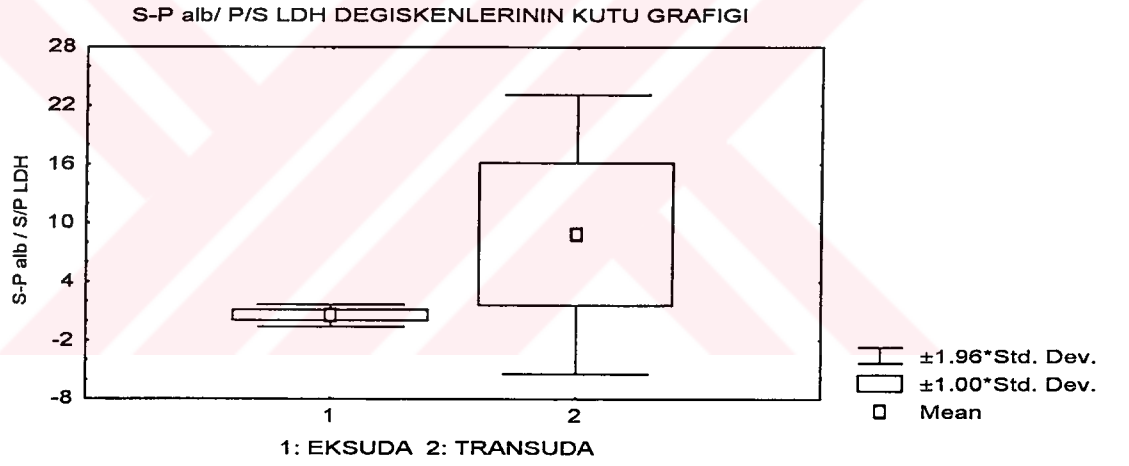 S-P alb/ P/S LDH DEGISKENLERININ KUTU GRAFIGI
S-P alb / S/P LDH
28
22
16
10
4
-2
-8
1
2
1: EKSUDA 2: TRANSUDA
±1.96*Std. Dev.
±1.00*Std. Dev.
Mean